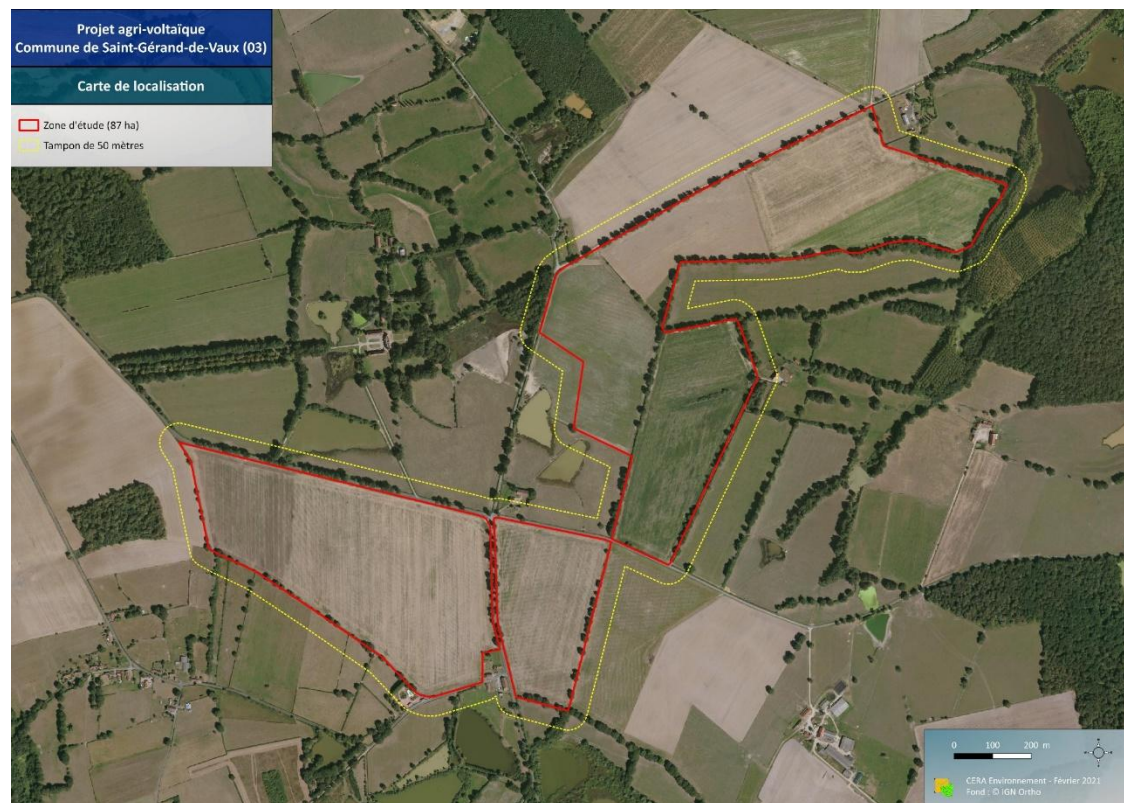 Projet agri-voltaïque
Commune de Saint-Gérand-de-Vaux (03)
Carte de localisation
Zone d'étude (87 ha)
Tampon de 50 mètres
0 100 200 m
CERA Environnement - Février 2021
Fond : © IGN Ortho